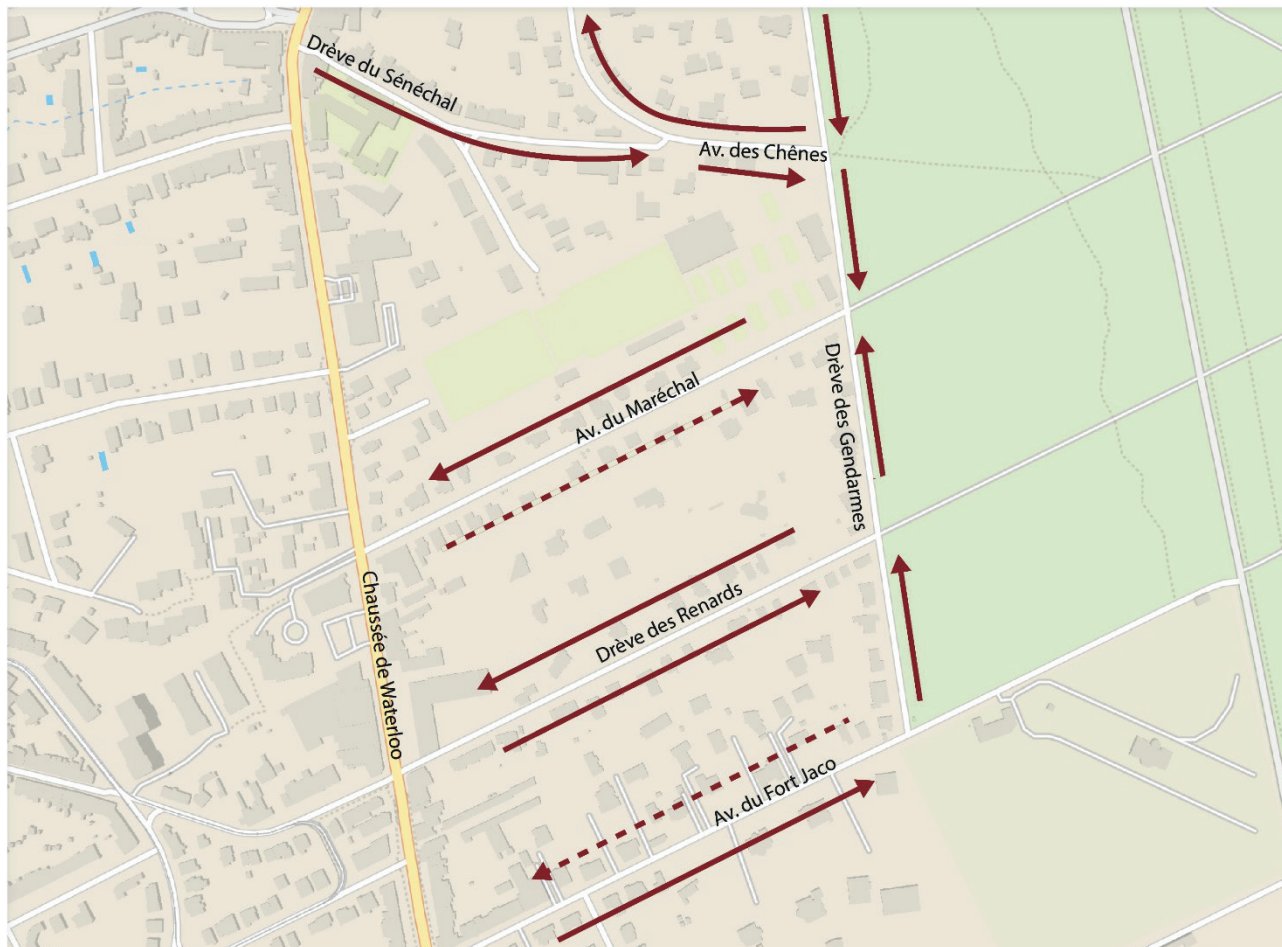 Drève du Sénéchal
Av. des Chênes
Av. du Maréchal
Drève des Gendarmes
Chaussée de Waterloo
Drève des Renards
Av. du Fort Jaco